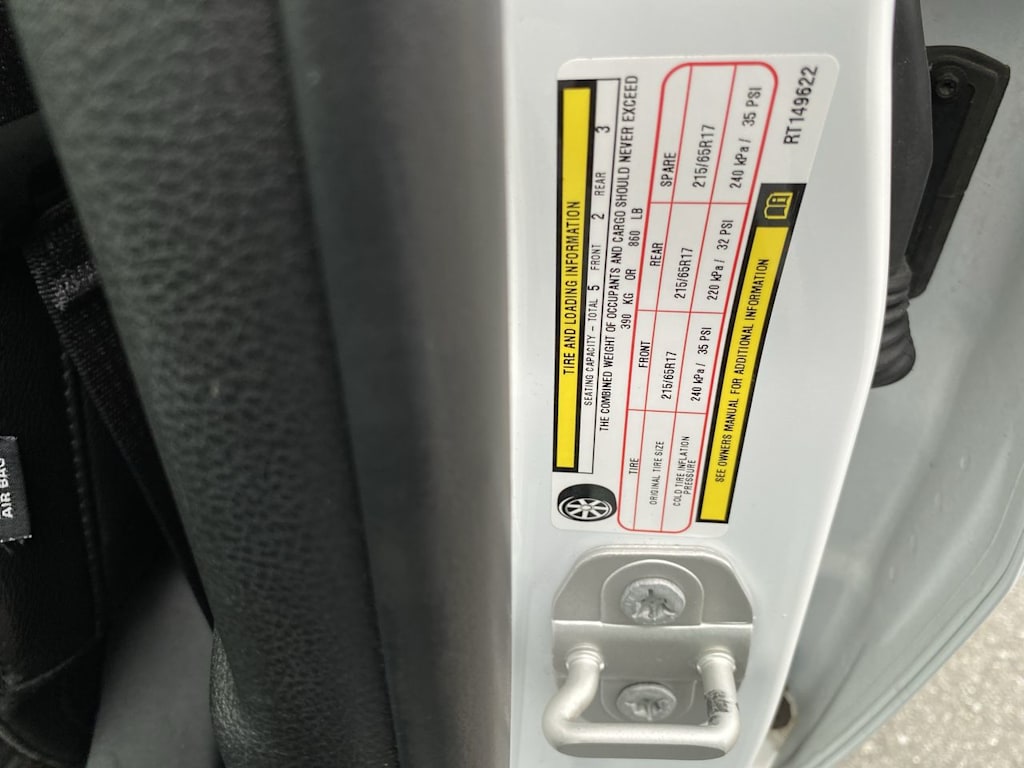 TIRE AND LOADING INFORMATION
SEATING CAPACITY - TOTAL 5 FRONT 2 REAR 3
THE COMBINED WEIGHT OF OCCUPANTS AND CARGO SHOULD NEVER EXCEED
390 KG OR 860 LB
TIRE FRONT REAR SPARE
ORIGINAL TIRE SIZE 215/65R17 215/65R17 215/65R17
COLD TIRE INFLATION PRESSURE 240 kPa/ 35 PSI 220 kPa/ 32 PSI 240 kPa/ 35 PSI
SEE OWNERS MANUAL FOR ADDITIONAL INFORMATION
RT149622
AIR BAG